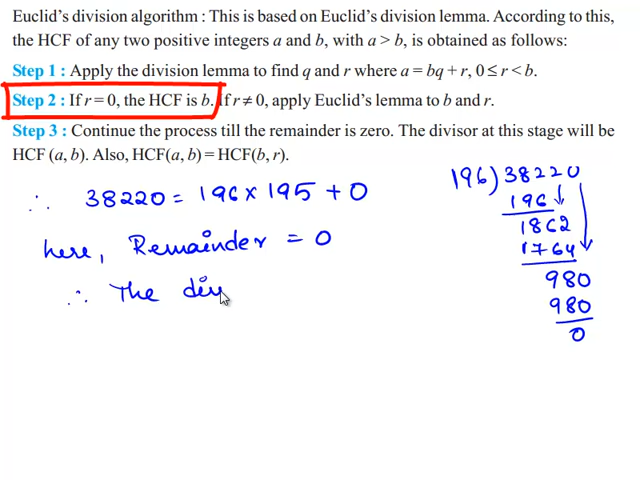 Euclid's division algorithm : This is based on Euclid's division lemma. According to this,
the HCF of any two positive integers a and b, with a > b, is obtained as follows:
Step 1 : Apply the division lemma to find q and r where a = bq + r, 0 ≤ r < b.
Step 2 : If r = 0, the HCF is b. If r ≠ 0, apply Euclid's lemma to b and r.
Step 3 : Continue the process till the remainder is zero. The divisor at this stage will be
HCF (a, b). Also, HCF(a, b) = HCF(b, r).
∴ 38220 = 196 × 195 + 0
here, Remainder = 0
∴ The div
196) 38220
196
1862
1764
980
980
0